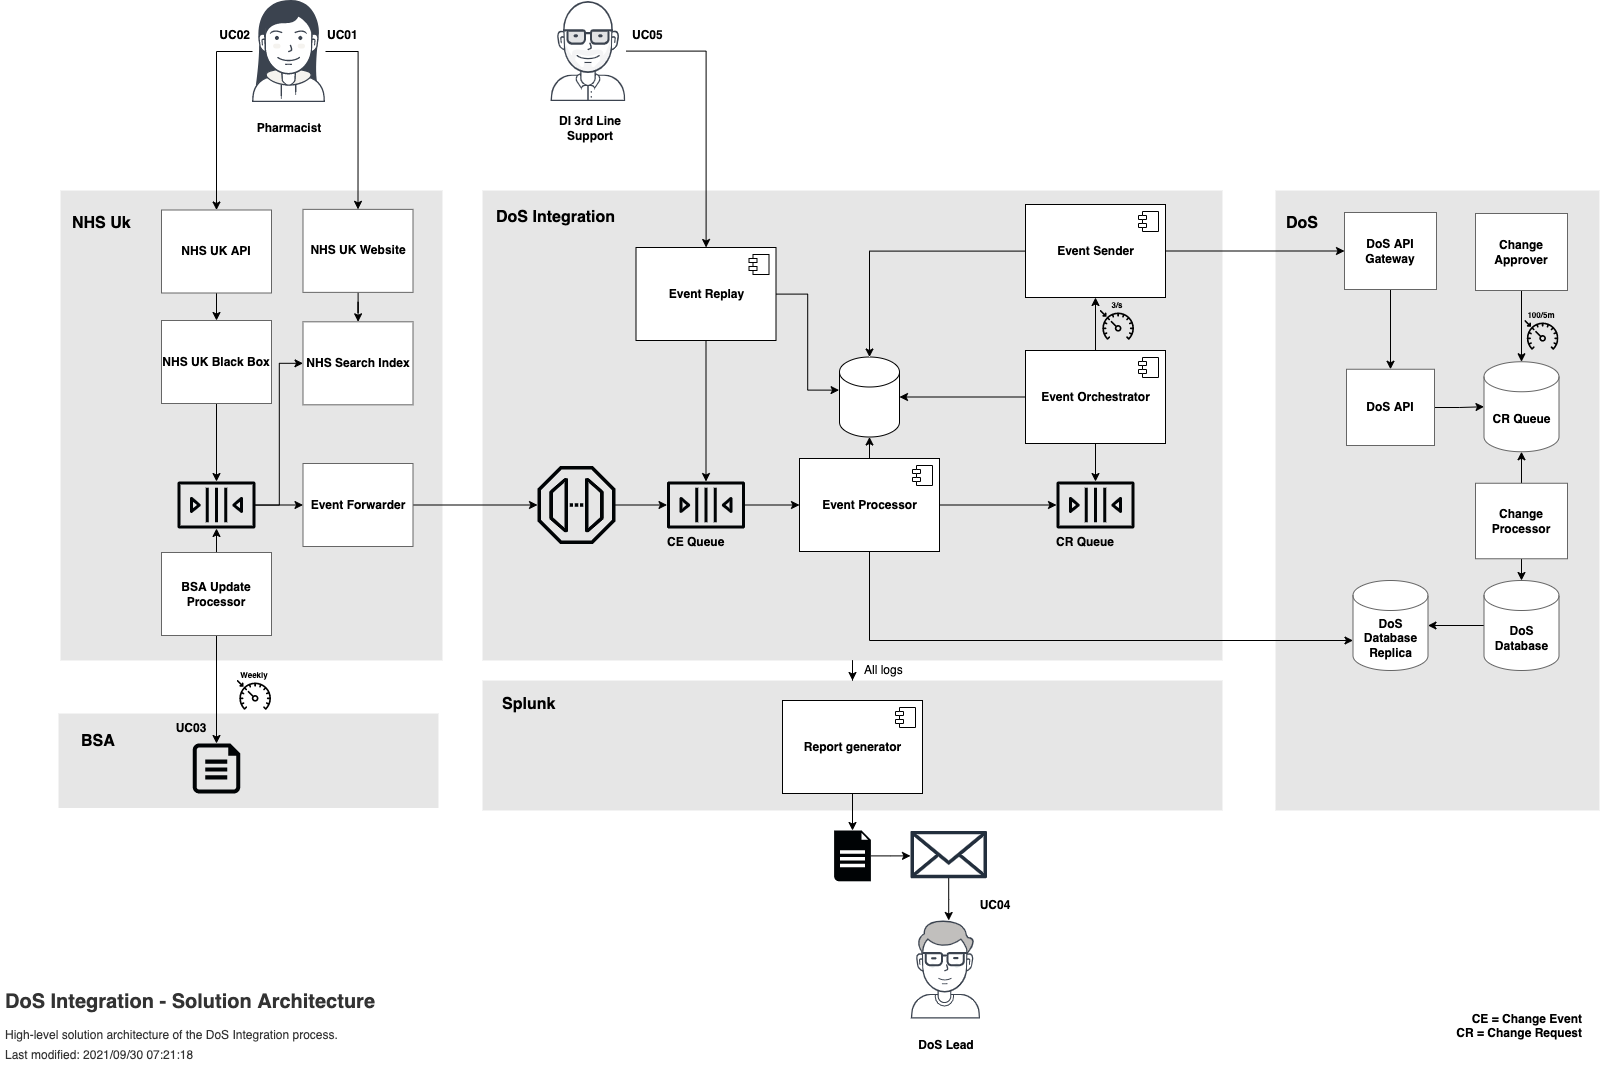 UC02
UC01
UC05
Pharmacist
DI 3rd Line
Support
NHS Uk
NHS UK API
NHS UK Website
NHS UK Black Box
NHS Search Index
Event Forwarder
BSA Update
Processor
Weekly
UC03
BSA
DoS Integration
Event Replay
Event Sender
3/s
Event Orchestrator
CE Queue
Event Processor
CR Queue
All logs
DoS
DoS API
Gateway
Change
Approver
100/5m
DoS API
CR Queue
Change
Processor
DoS
Database
Replica
DoS
Database
Splunk
Report generator
UC04
DoS Lead
DoS Integration - Solution Architecture
High-level solution architecture of the DoS Integration process.
Last modified: 2021/09/30 07:21:18
CE = Change Event
CR = Change Request